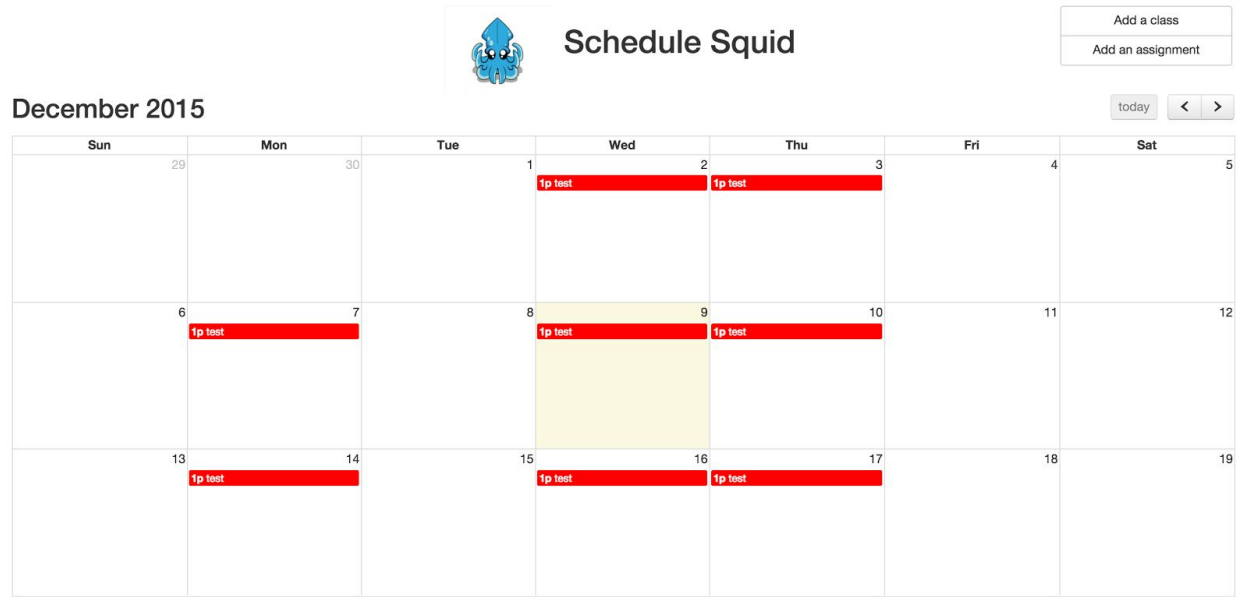 Schedule Squid
Add a class
Add an assignment
December 2015
today
Sun Mon Tue Wed Thu Fri Sat
29 30 1 2 3 4 5
1p test 1p test
6 7 8 9 10 11 12
1p test 1p test 1p test
13 14 15 16 17 18 19
1p test 1p test 1p test